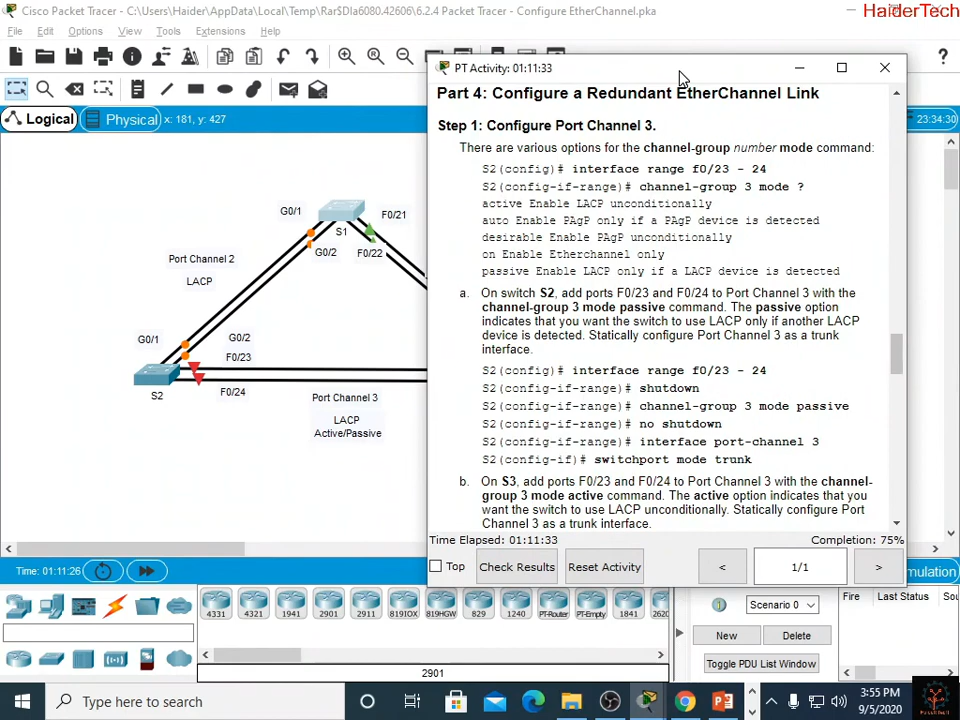 Cisco Packet Tracer - C:\Users\Haider\AppData\Local\Temp\Rar$DIa6080.42606\6.2.4 Packet Tracer - Configure EtherChannel.pka
HaiderTech
File Edit Options View Tools Extensions Help
?
Logical
Physical
x: 181, y: 427
23:34:30
PT Activity: 01:11:33
Part 4: Configure a Redundant EtherChannel Link
Step 1: Configure Port Channel 3.
There are various options for the channel-group number mode command:
S2(config)# interface range f0/23 - 24
S2(config-if-range)# channel-group 3 mode ?
active Enable LACP unconditionally
auto Enable PAgP only if a PAgP device is detected
desirable Enable PAgP unconditionally
on Enable Etherchannel only
passive Enable LACP only if a LACP device is detected
a. On switch S2, add ports F0/23 and F0/24 to Port Channel 3 with the
channel-group 3 mode passive command. The passive option
indicates that you want the switch to use LACP only if another LACP
device is detected. Statically configure Port Channel 3 as a trunk
interface.
S2(config)# interface range f0/23 - 24
S2(config-if-range)# shutdown
S2(config-if-range)# channel-group 3 mode passive
S2(config-if-range)# no shutdown
S2(config-if-range)# interface port-channel 3
S2(config-if)# switchport mode trunk
b. On S3, add ports F0/23 and F0/24 to Port Channel 3 with the channel-
group 3 mode active command. The active option indicates that you
want the switch to use LACP unconditionally. Statically configure Port
Channel 3 as a trunk interface.
Time Elapsed: 01:11:33
Completion: 75%
Top
Check Results
Reset Activity
<
1/1
>
G0/1
F0/21
S1
G0/2
F0/22
Port Channel 2
LACP
G0/1
G0/2
F0/23
S2
F0/24
Port Channel 3
LACP
Active/Passive
Time: 01:11:26
4331
4321
1941
2901
2911
819IOX
819HGW
829
1240
PT-Router
PT-Empty
1841
2620
2901
Scenario 0
New
Delete
Toggle PDU List Window
Fire
Last Status
Type here to search
3:55 PM
9/5/2020